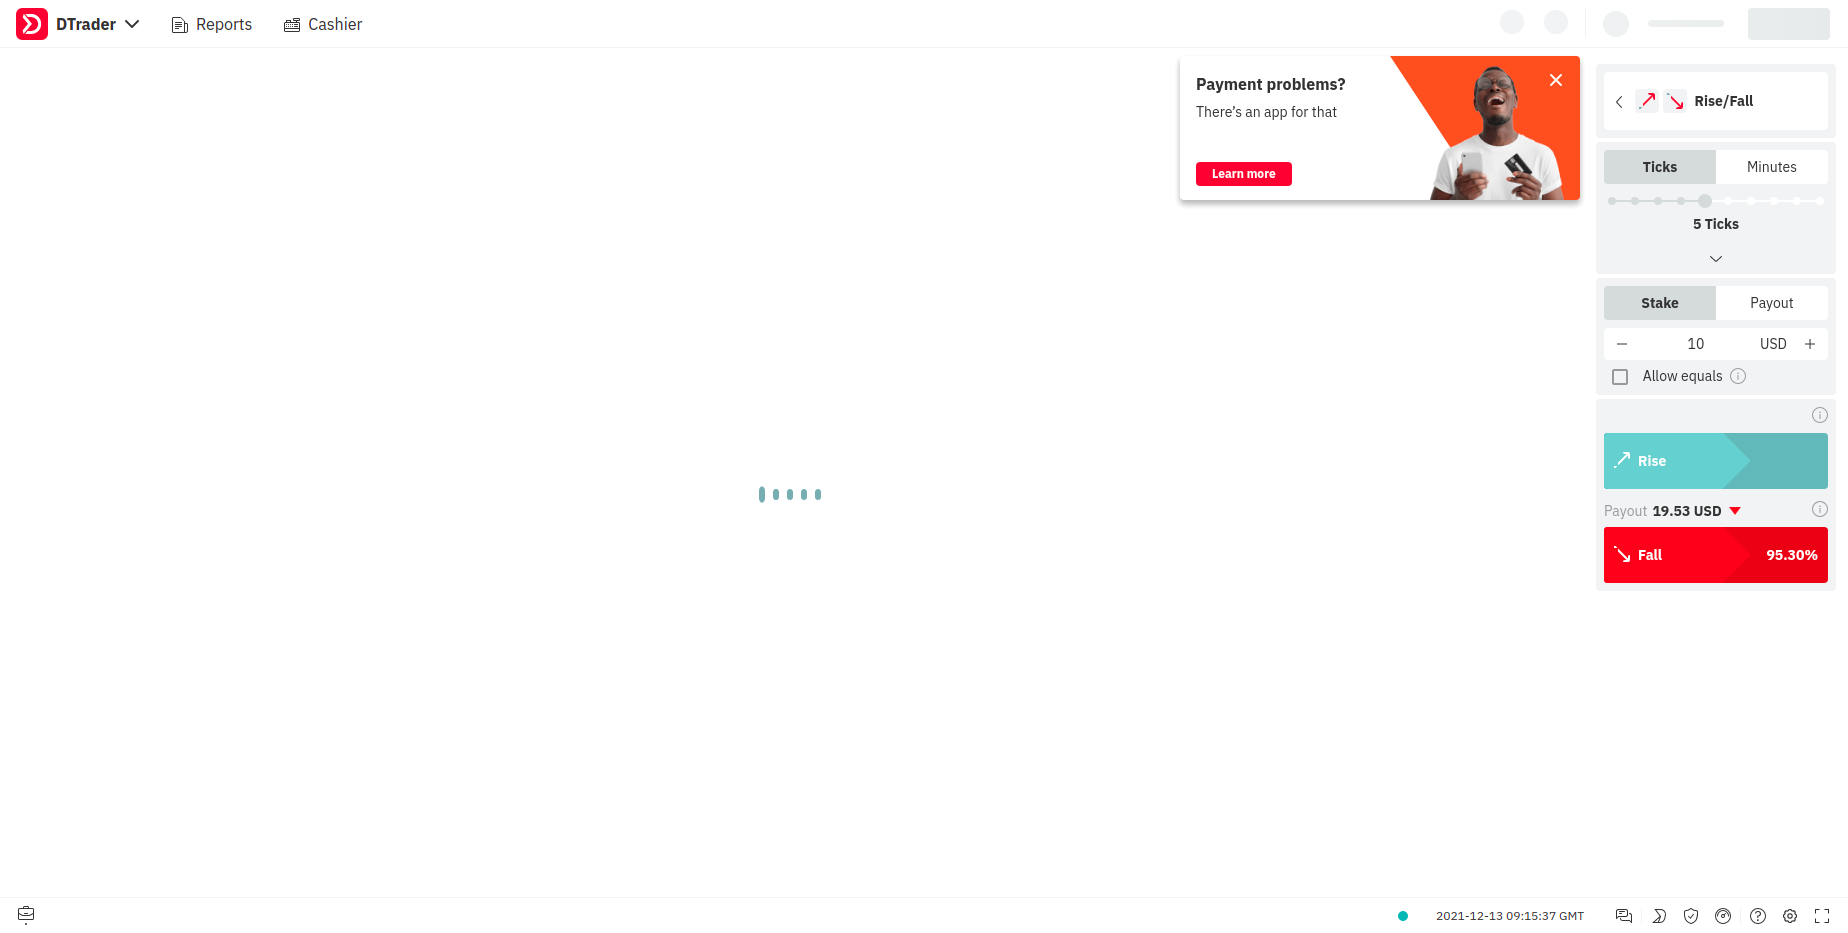 DTrader
Reports
Cashier
Payment problems?
There's an app for that
Learn more
Rise/Fall
Ticks
Minutes
5 Ticks
Stake
Payout
10
USD
Allow equals
Rise
Payout 19.53 USD
Fall
95.30%
2021-12-13 09:15:37 GMT